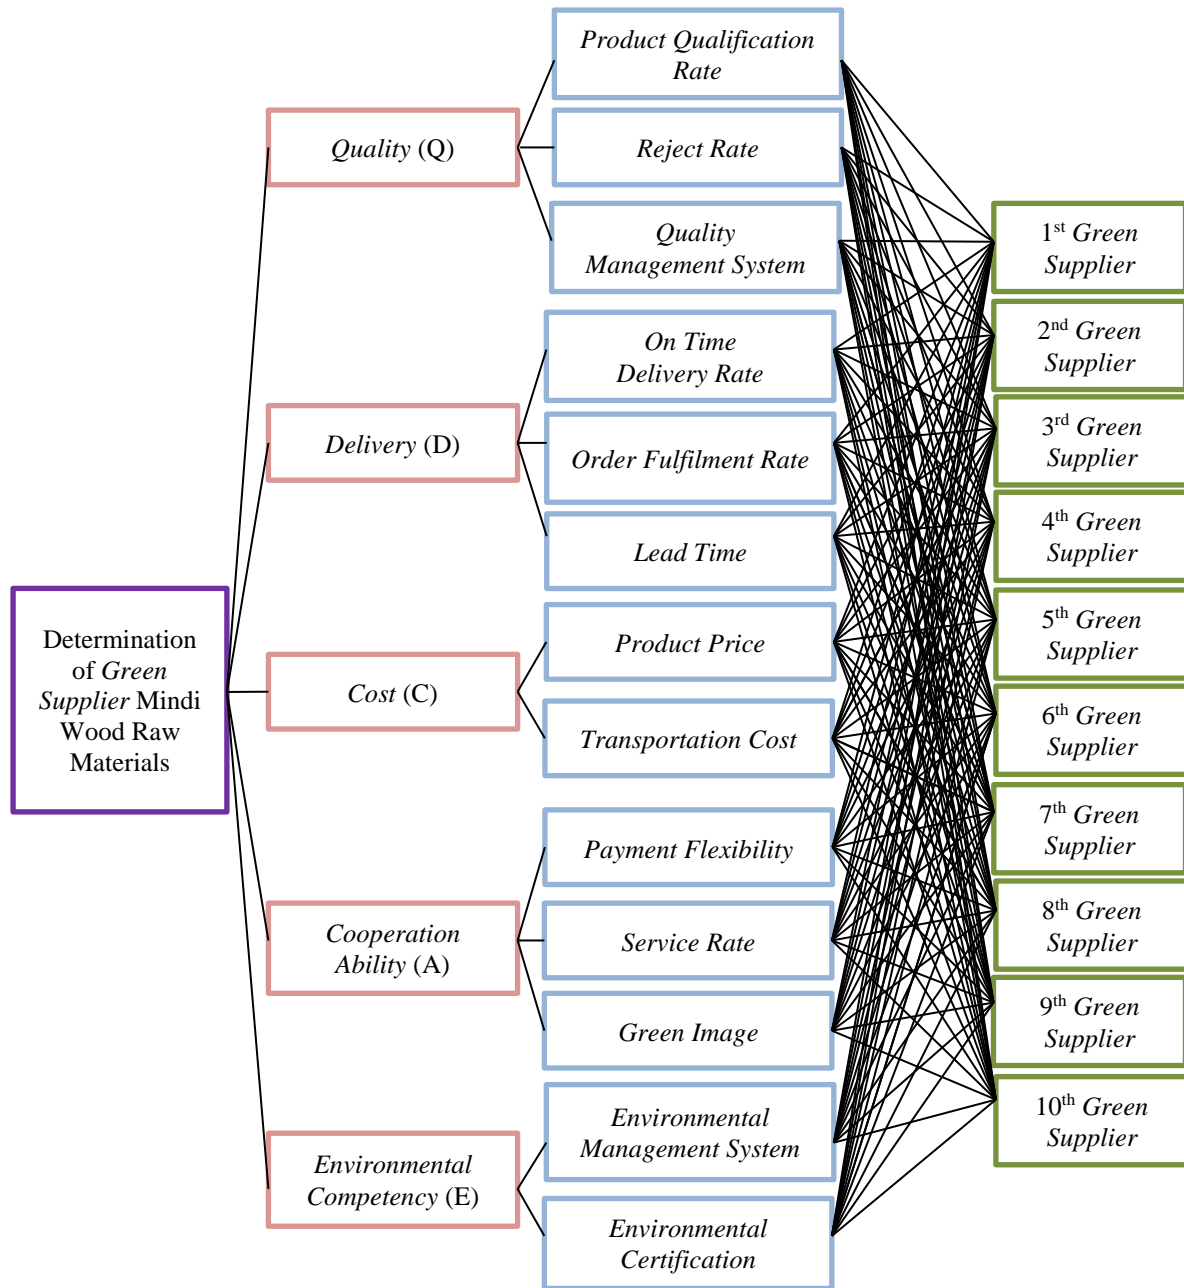 Determination
of Green
Supplier Mindi
Wood Raw
Materials
Quality (Q)
Delivery (D)
Cost (C)
Cooperation
Ability (A)
Environmental
Competency (E)
Product Qualification
Rate
Reject Rate
Quality
Management System
On Time
Delivery Rate
Order Fulfilment Rate
Lead Time
Product Price
Transportation Cost
Payment Flexibility
Service Rate
Green Image
Environmental
Management System
Environmental
Certification
1st Green
Supplier
2nd Green
Supplier
3rd Green
Supplier
4th Green
Supplier
5th Green
Supplier
6th Green
Supplier
7th Green
Supplier
8th Green
Supplier
9th Green
Supplier
10th Green
Supplier